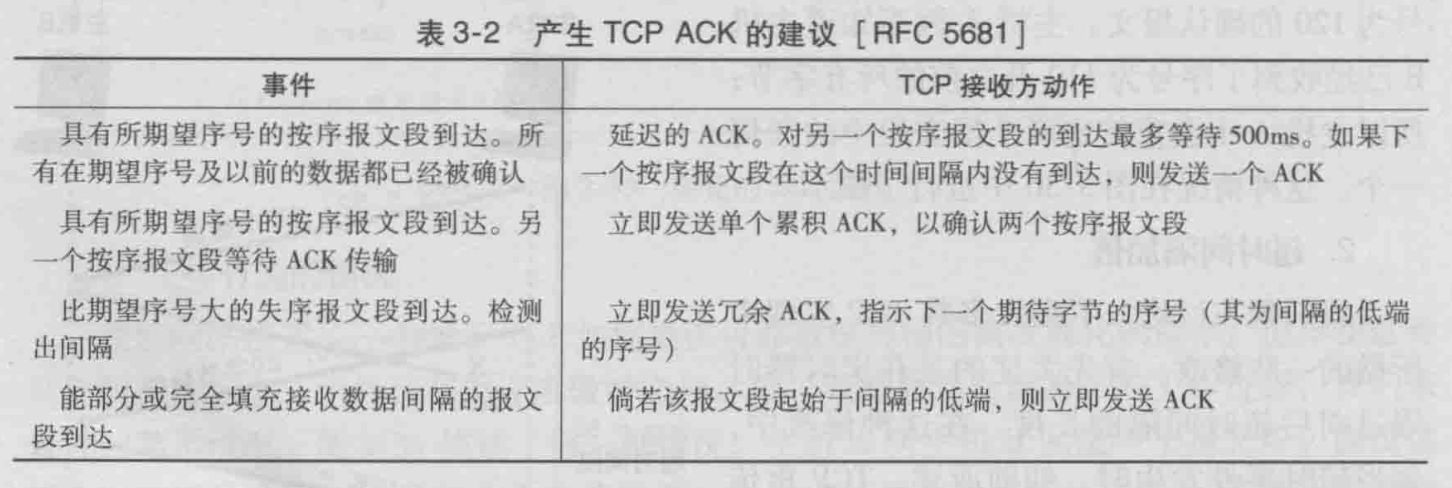 表 3-2 产生 TCP ACK 的建议 [RFC 5681]
事件
TCP 接收方动作
具有所期望序号的按序报文段到达。所
有在期望序号及以前的数据都已经被确认
延迟的 ACK。对另一个按序报文段的到达最多等待 500ms。如果下
一个按序报文段在这个时间间隔内没有到达，则发送一个 ACK
具有所期望序号的按序报文段到达。另
一个按序报文段等待 ACK 传输
立即发送单个累积 ACK，以确认两个按序报文段
比期望序号大的失序报文段到达。检测
出间隔
立即发送冗余 ACK，指示下一个期待字节的序号（其为间隔的低端
的序号）
能部分或完全填充接收数据间隔的报文
段到达
倘若该报文段起始于间隔的低端，则立即发送 ACK